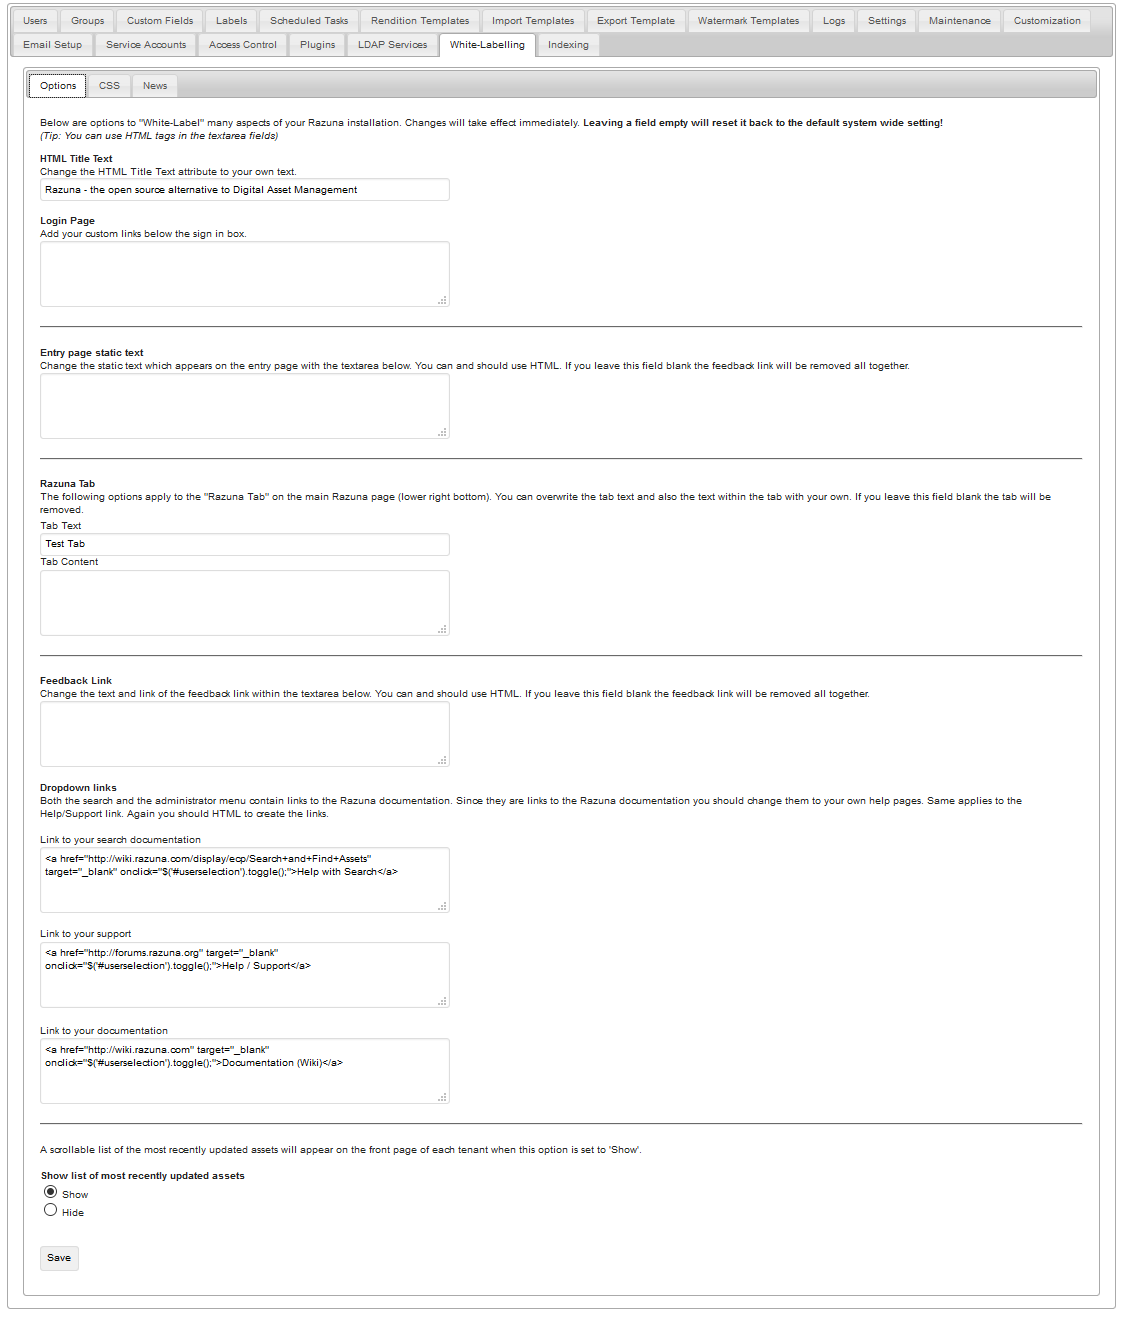 Users Groups Custom Fields Labels Scheduled Tasks Rendition Templates Import Templates Export Template Watermark Templates Logs Settings Maintenance Customization
Email Setup Service Accounts Access Control Plugins LDAP Services White-Labelling Indexing
Options CSS News
Below are options to "White-Label" many aspects of your Razuna installation. Changes will take effect immediately. Leaving a field empty will reset it back to the default system wide setting!
(Tip: You can use HTML tags in the textarea fields)
HTML Title Text
Change the HTML Title Text attribute to your own text.
Razuna - the open source alternative to Digital Asset Management
Login Page
Add your custom links below the sign in box.
Entry page static text
Change the static text which appears on the entry page with the textarea below. You can and should use HTML. If you leave this field blank the feedback link will be removed all together.
Razuna Tab
The following options apply to the "Razuna Tab" on the main Razuna page (lower right bottom). You can overwrite the tab text and also the text within the tab with your own. If you leave this field blank the tab will be
removed.
Tab Text
Test Tab
Tab Content
Feedback Link
Change the text and link of the feedback link within the textarea below. You can and should use HTML. If you leave this field blank the feedback link will be removed all together.
Dropdown links
Both the search and the administrator menu contain links to the Razuna documentation. Since they are links to the Razuna documentation you should change them to your own help pages. Same applies to the
Help/Support link. Again you should HTML to create the links.
Link to your search documentation
<a href="http://wiki.razuna.com/display/ecp/Search+and+Find+Assets"
target="_blank" onclick="$('#userselection').toggle();">Help with Search</a>
Link to your support
<a href="http://forums.razuna.org" target="_blank"
onclick="$('#userselection').toggle();">Help / Support</a>
Link to your documentation
<a href="http://wiki.razuna.com" target="_blank"
onclick="$('#userselection').toggle();">Documentation (Wiki)</a>
A scrollable list of the most recently updated assets will appear on the front page of each tenant when this option is set to 'Show'.
Show list of most recently updated assets
Show
Hide
Save